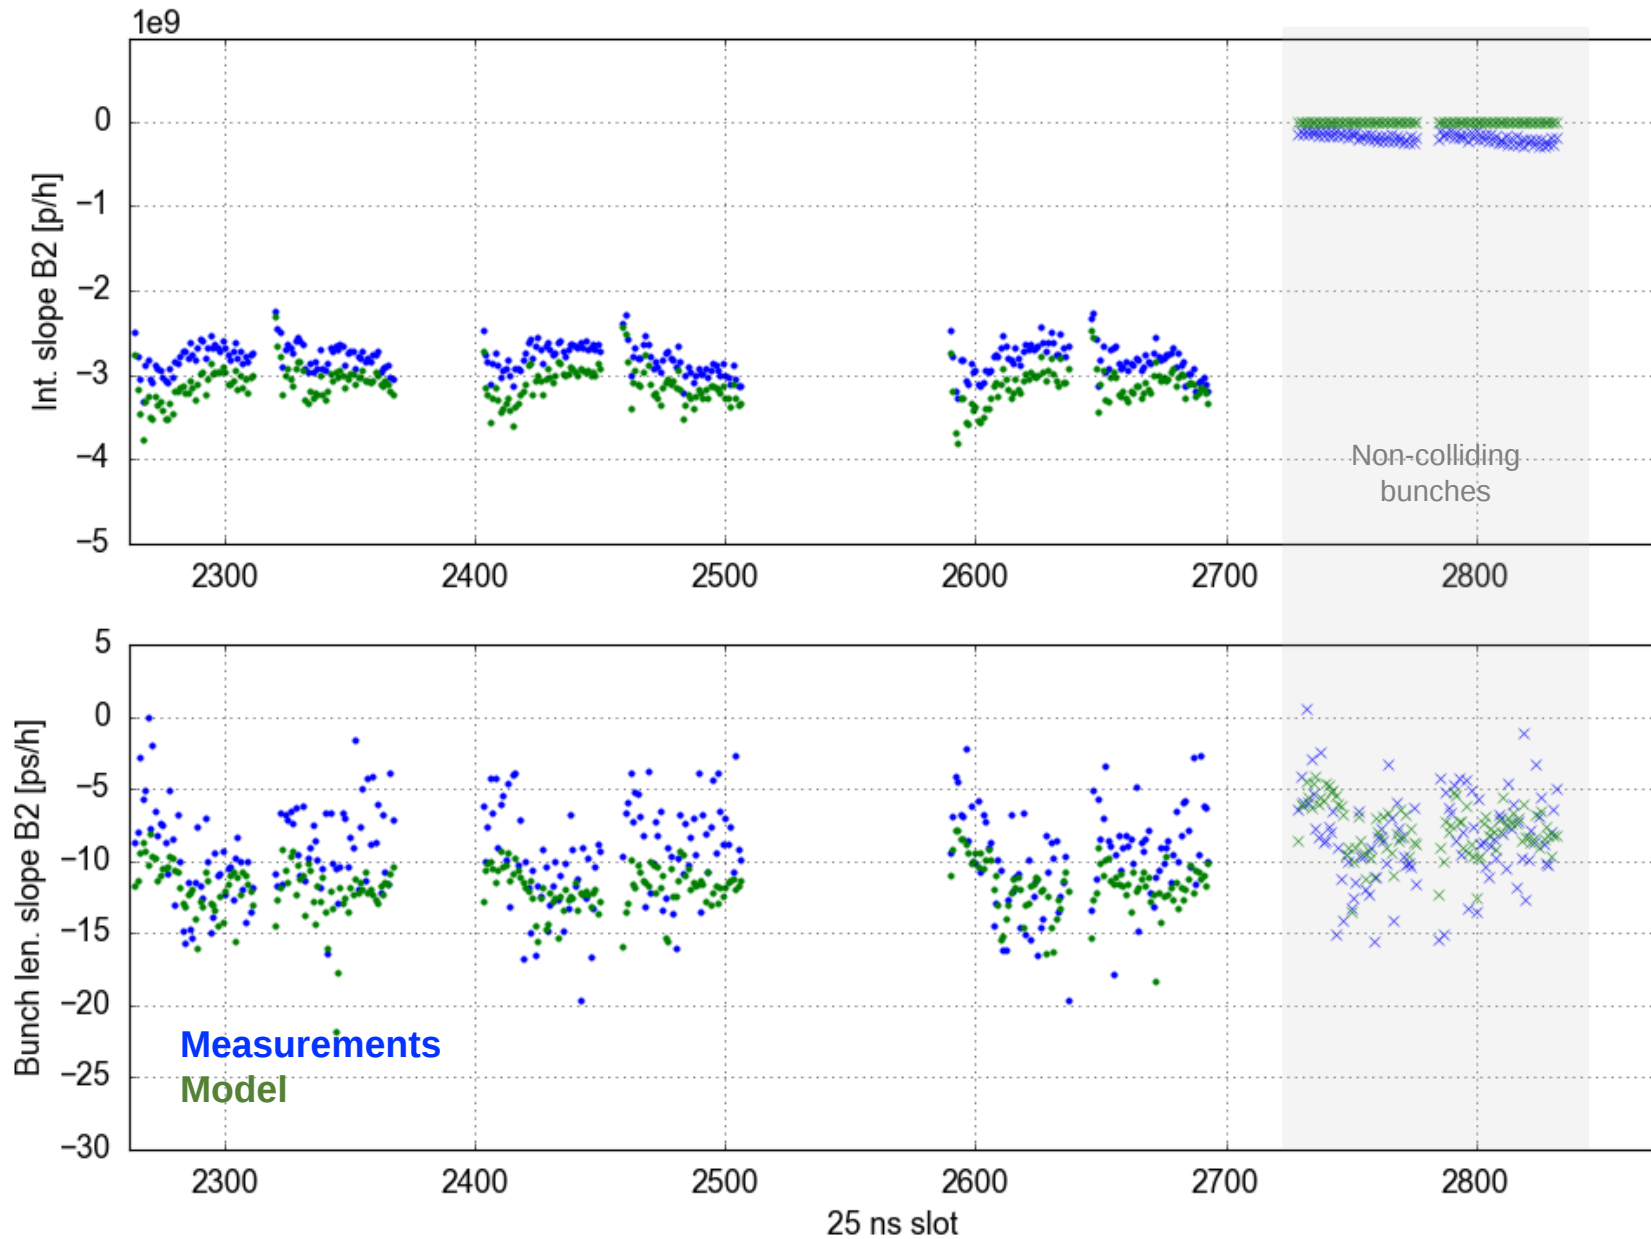 1e9
Int. slope B2 [p/h]
0
−1
−2
−3
−4
−5
Non-colliding
bunches
2300 2400 2500 2600 2700 2800
Bunch len. slope B2 [ps/h]
5
0
−5
−10
−15
−20
−25
−30
Measurements
Model
2300 2400 2500 2600 2700 2800
25 ns slot